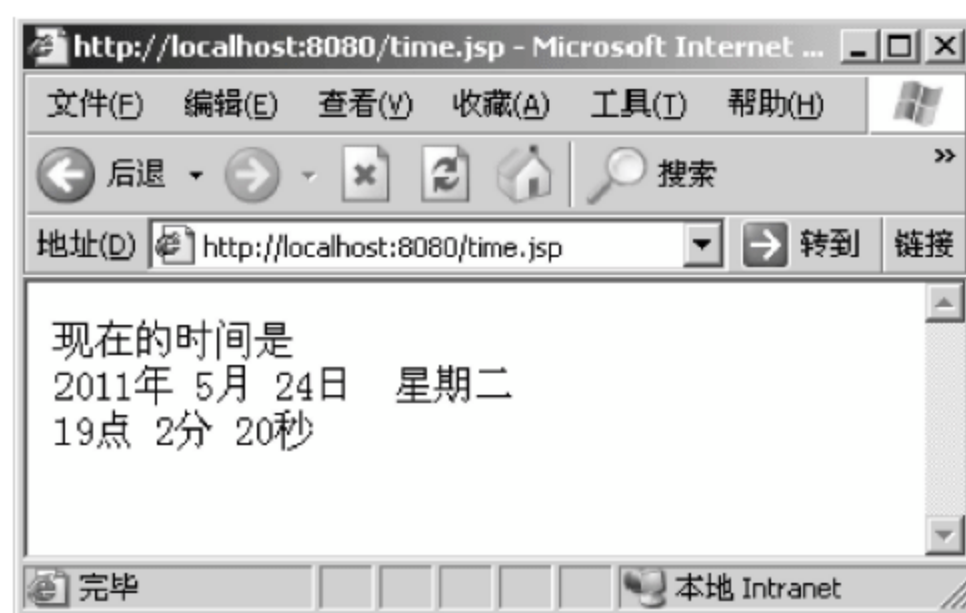 http://localhost:8080/time.jsp - Microsoft Internet ...
文件(F) 编辑(E) 查看(V) 收藏(A) 工具(T) 帮助(H)
后退 搜索 »
地址(D) http://localhost:8080/time.jsp 转到 链接
现在的时间是
2011年 5月 24日 星期二
19点 2分 20秒
完毕 本地 Intranet